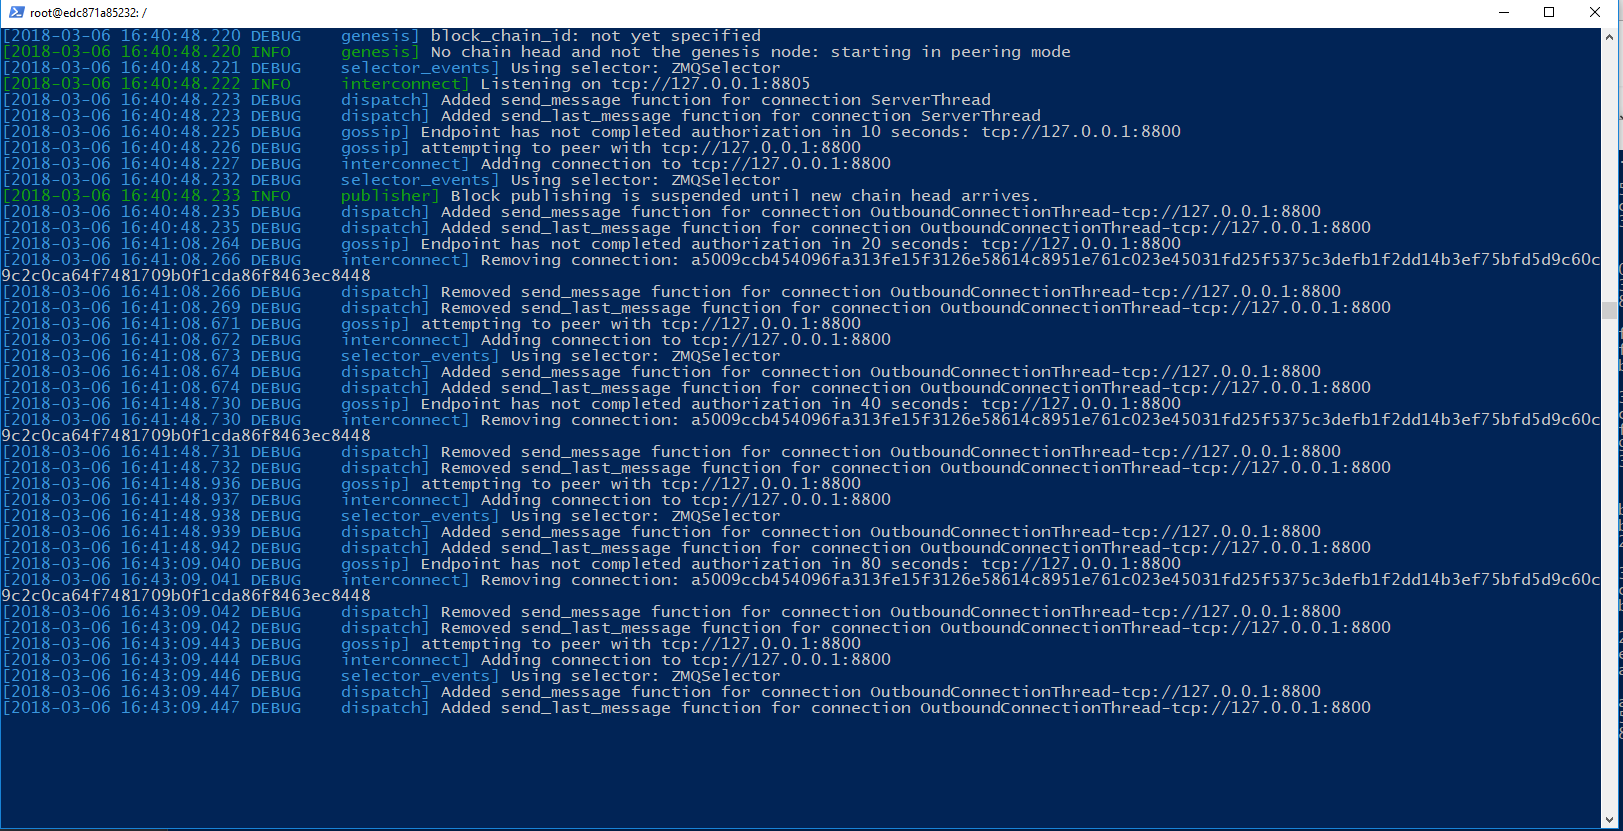 root@edc871a85232: /
[2018-03-06 16:40:48.220 DEBUG    genesis] block_chain_id: not yet specified
[2018-03-06 16:40:48.220 INFO     genesis] No chain head and not the genesis node: starting in peering mode
[2018-03-06 16:40:48.221 DEBUG    selector_events] Using selector: ZMQSelector
[2018-03-06 16:40:48.222 INFO     interconnect] Listening on tcp://127.0.0.1:8805
[2018-03-06 16:40:48.223 DEBUG    dispatch] Added send_message function for connection ServerThread
[2018-03-06 16:40:48.223 DEBUG    dispatch] Added send_last_message function for connection ServerThread
[2018-03-06 16:40:48.225 DEBUG    gossip] Endpoint has not completed authorization in 10 seconds: tcp://127.0.0.1:8800
[2018-03-06 16:40:48.226 DEBUG    gossip] attempting to peer with tcp://127.0.0.1:8800
[2018-03-06 16:40:48.227 DEBUG    interconnect] Adding connection to tcp://127.0.0.1:8800
[2018-03-06 16:40:48.232 DEBUG    selector_events] Using selector: ZMQSelector
[2018-03-06 16:40:48.233 INFO     publisher] Block publishing is suspended until new chain head arrives.
[2018-03-06 16:40:48.235 DEBUG    dispatch] Added send_message function for connection OutboundConnectionThread-tcp://127.0.0.1:8800
[2018-03-06 16:40:48.235 DEBUG    dispatch] Added send_last_message function for connection OutboundConnectionThread-tcp://127.0.0.1:8800
[2018-03-06 16:41:08.264 DEBUG    gossip] Endpoint has not completed authorization in 20 seconds: tcp://127.0.0.1:8800
[2018-03-06 16:41:08.266 DEBUG    interconnect] Removing connection: a5009ccb454096fa313fe15f3126e58614c8951e761c023e45031fd25f5375c3defb1f2dd14b3ef75bfd5d9c60c
9c2c0ca64f7481709b0f1cda86f8463ec8448
[2018-03-06 16:41:08.266 DEBUG    dispatch] Removed send_message function for connection OutboundConnectionThread-tcp://127.0.0.1:8800
[2018-03-06 16:41:08.269 DEBUG    dispatch] Removed send_last_message function for connection OutboundConnectionThread-tcp://127.0.0.1:8800
[2018-03-06 16:41:08.671 DEBUG    gossip] attempting to peer with tcp://127.0.0.1:8800
[2018-03-06 16:41:08.672 DEBUG    interconnect] Adding connection to tcp://127.0.0.1:8800
[2018-03-06 16:41:08.673 DEBUG    selector_events] Using selector: ZMQSelector
[2018-03-06 16:41:08.674 DEBUG    dispatch] Added send_message function for connection OutboundConnectionThread-tcp://127.0.0.1:8800
[2018-03-06 16:41:08.674 DEBUG    dispatch] Added send_last_message function for connection OutboundConnectionThread-tcp://127.0.0.1:8800
[2018-03-06 16:41:48.730 DEBUG    gossip] Endpoint has not completed authorization in 40 seconds: tcp://127.0.0.1:8800
[2018-03-06 16:41:48.730 DEBUG    interconnect] Removing connection: a5009ccb454096fa313fe15f3126e58614c8951e761c023e45031fd25f5375c3defb1f2dd14b3ef75bfd5d9c60c
9c2c0ca64f7481709b0f1cda86f8463ec8448
[2018-03-06 16:41:48.731 DEBUG    dispatch] Removed send_message function for connection OutboundConnectionThread-tcp://127.0.0.1:8800
[2018-03-06 16:41:48.732 DEBUG    dispatch] Removed send_last_message function for connection OutboundConnectionThread-tcp://127.0.0.1:8800
[2018-03-06 16:41:48.936 DEBUG    gossip] attempting to peer with tcp://127.0.0.1:8800
[2018-03-06 16:41:48.937 DEBUG    interconnect] Adding connection to tcp://127.0.0.1:8800
[2018-03-06 16:41:48.938 DEBUG    selector_events] Using selector: ZMQSelector
[2018-03-06 16:41:48.939 DEBUG    dispatch] Added send_message function for connection OutboundConnectionThread-tcp://127.0.0.1:8800
[2018-03-06 16:41:48.942 DEBUG    dispatch] Added send_last_message function for connection OutboundConnectionThread-tcp://127.0.0.1:8800
[2018-03-06 16:43:09.040 DEBUG    gossip] Endpoint has not completed authorization in 80 seconds: tcp://127.0.0.1:8800
[2018-03-06 16:43:09.041 DEBUG    interconnect] Removing connection: a5009ccb454096fa313fe15f3126e58614c8951e761c023e45031fd25f5375c3defb1f2dd14b3ef75bfd5d9c60c
9c2c0ca64f7481709b0f1cda86f8463ec8448
[2018-03-06 16:43:09.042 DEBUG    dispatch] Removed send_message function for connection OutboundConnectionThread-tcp://127.0.0.1:8800
[2018-03-06 16:43:09.042 DEBUG    dispatch] Removed send_last_message function for connection OutboundConnectionThread-tcp://127.0.0.1:8800
[2018-03-06 16:43:09.443 DEBUG    gossip] attempting to peer with tcp://127.0.0.1:8800
[2018-03-06 16:43:09.444 DEBUG    interconnect] Adding connection to tcp://127.0.0.1:8800
[2018-03-06 16:43:09.446 DEBUG    selector_events] Using selector: ZMQSelector
[2018-03-06 16:43:09.447 DEBUG    dispatch] Added send_message function for connection OutboundConnectionThread-tcp://127.0.0.1:8800
[2018-03-06 16:43:09.447 DEBUG    dispatch] Added send_last_message function for connection OutboundConnectionThread-tcp://127.0.0.1:8800